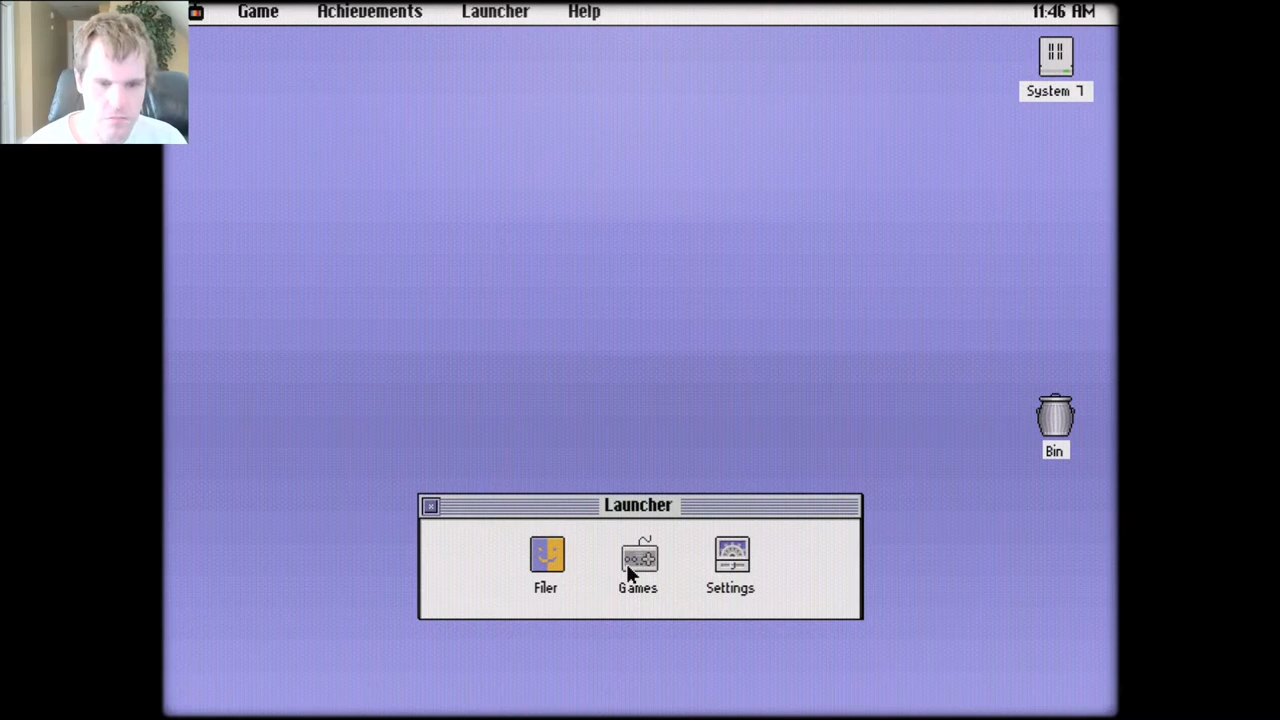 Game Achievements Launcher Help 11:46 AM
System 7
Bin
Launcher
Filer Games Settings